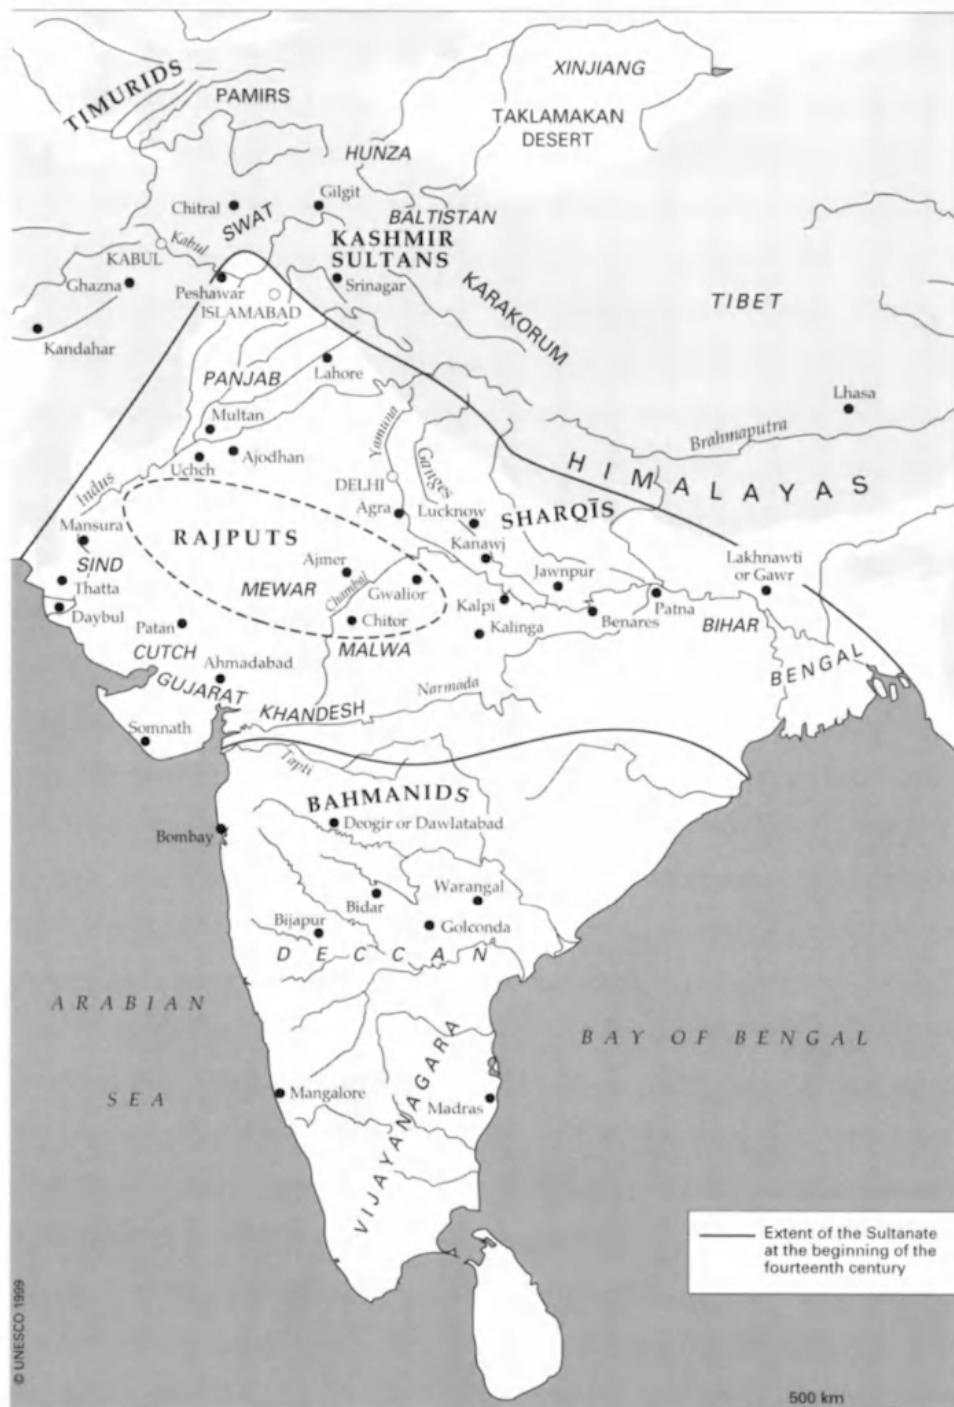 XINJIANG
TIMURIDS
PAMIRS
TAKLAMAKAN
DESERT
HUNZA
Gilgit
Chitral
SWAT
BALTISTAN
KASHMIR
SULTANS
Kabul
KABUL
Ghazna
Peshawar
Srinagar
ISLAMABAD
KARAKORUM
TIBET
Kandahar
Lahore
PANJAB
Lhasa
Multan
Yamuna
Brahmaputra
Uchch
Ajodhan
Ganges
HIMALAYAS
Indus
DELHI
Agra
Lucknow
SHARQĪS
Mansura
RAJPUTS
Kanawj
SIND
Ajmer
Jawnpur
Lakhnawti
or Gawr
Thatta
MEWAR
Chambal
Gwalior
Kalpi
Patna
Daybul
Patan
Chitor
Kalinga
Benares
BIHAR
CUTCH
MALWA
BENGAL
Ahmadabad
GUJARAT
Narmada
KHANDESH
Somnath
Tapti
BAHMANIDS
Deogir or Dawlatabad
Bombay
Warangal
Bidar
Bijapur
Golconda
DECCAN
ARABIAN
SEA
BAY OF BENGAL
VIJAYANAGARA
Mangalore
Madras
Extent of the Sultanate
at the beginning of the
fourteenth century
© UNESCO 1999
500 km